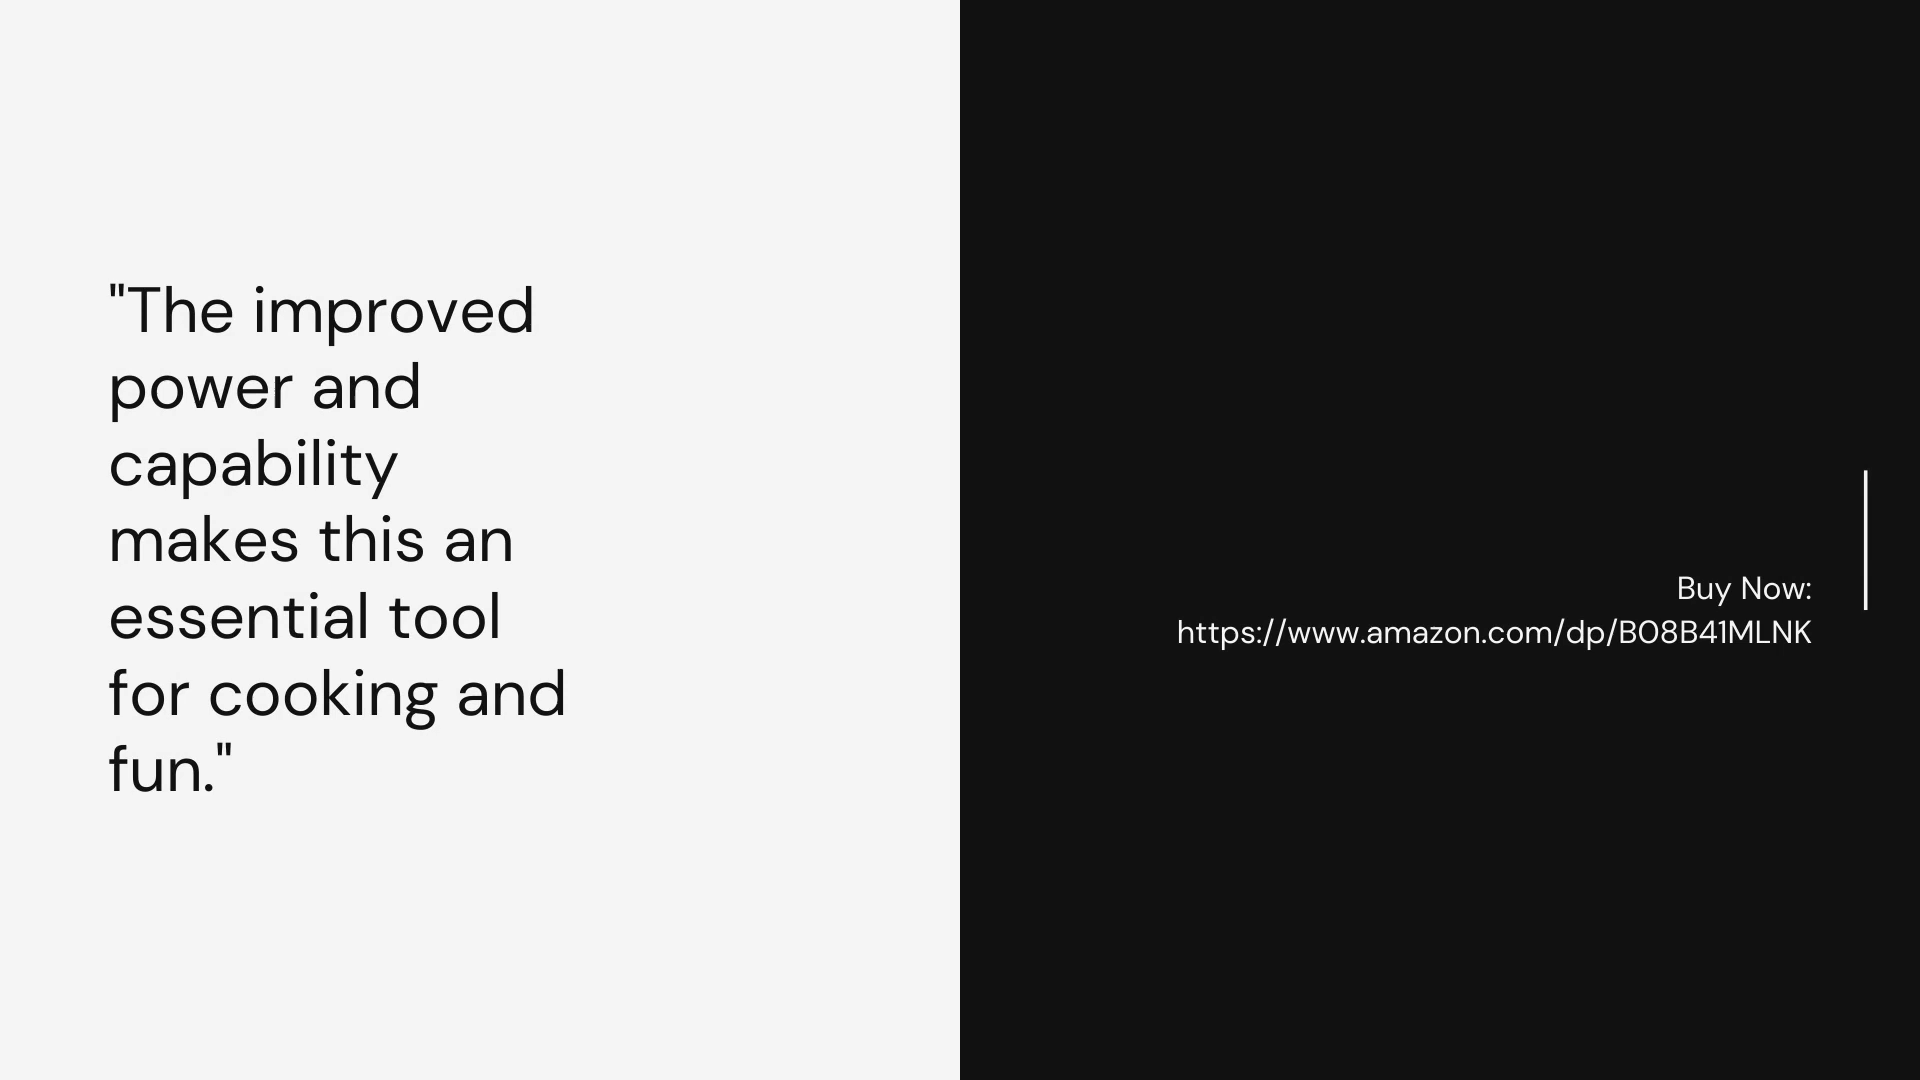 "The improved
power and
capability
makes this an
essential tool
for cooking and
fun."
Buy Now:
https://www.amazon.com/dp/B08B41MLNK